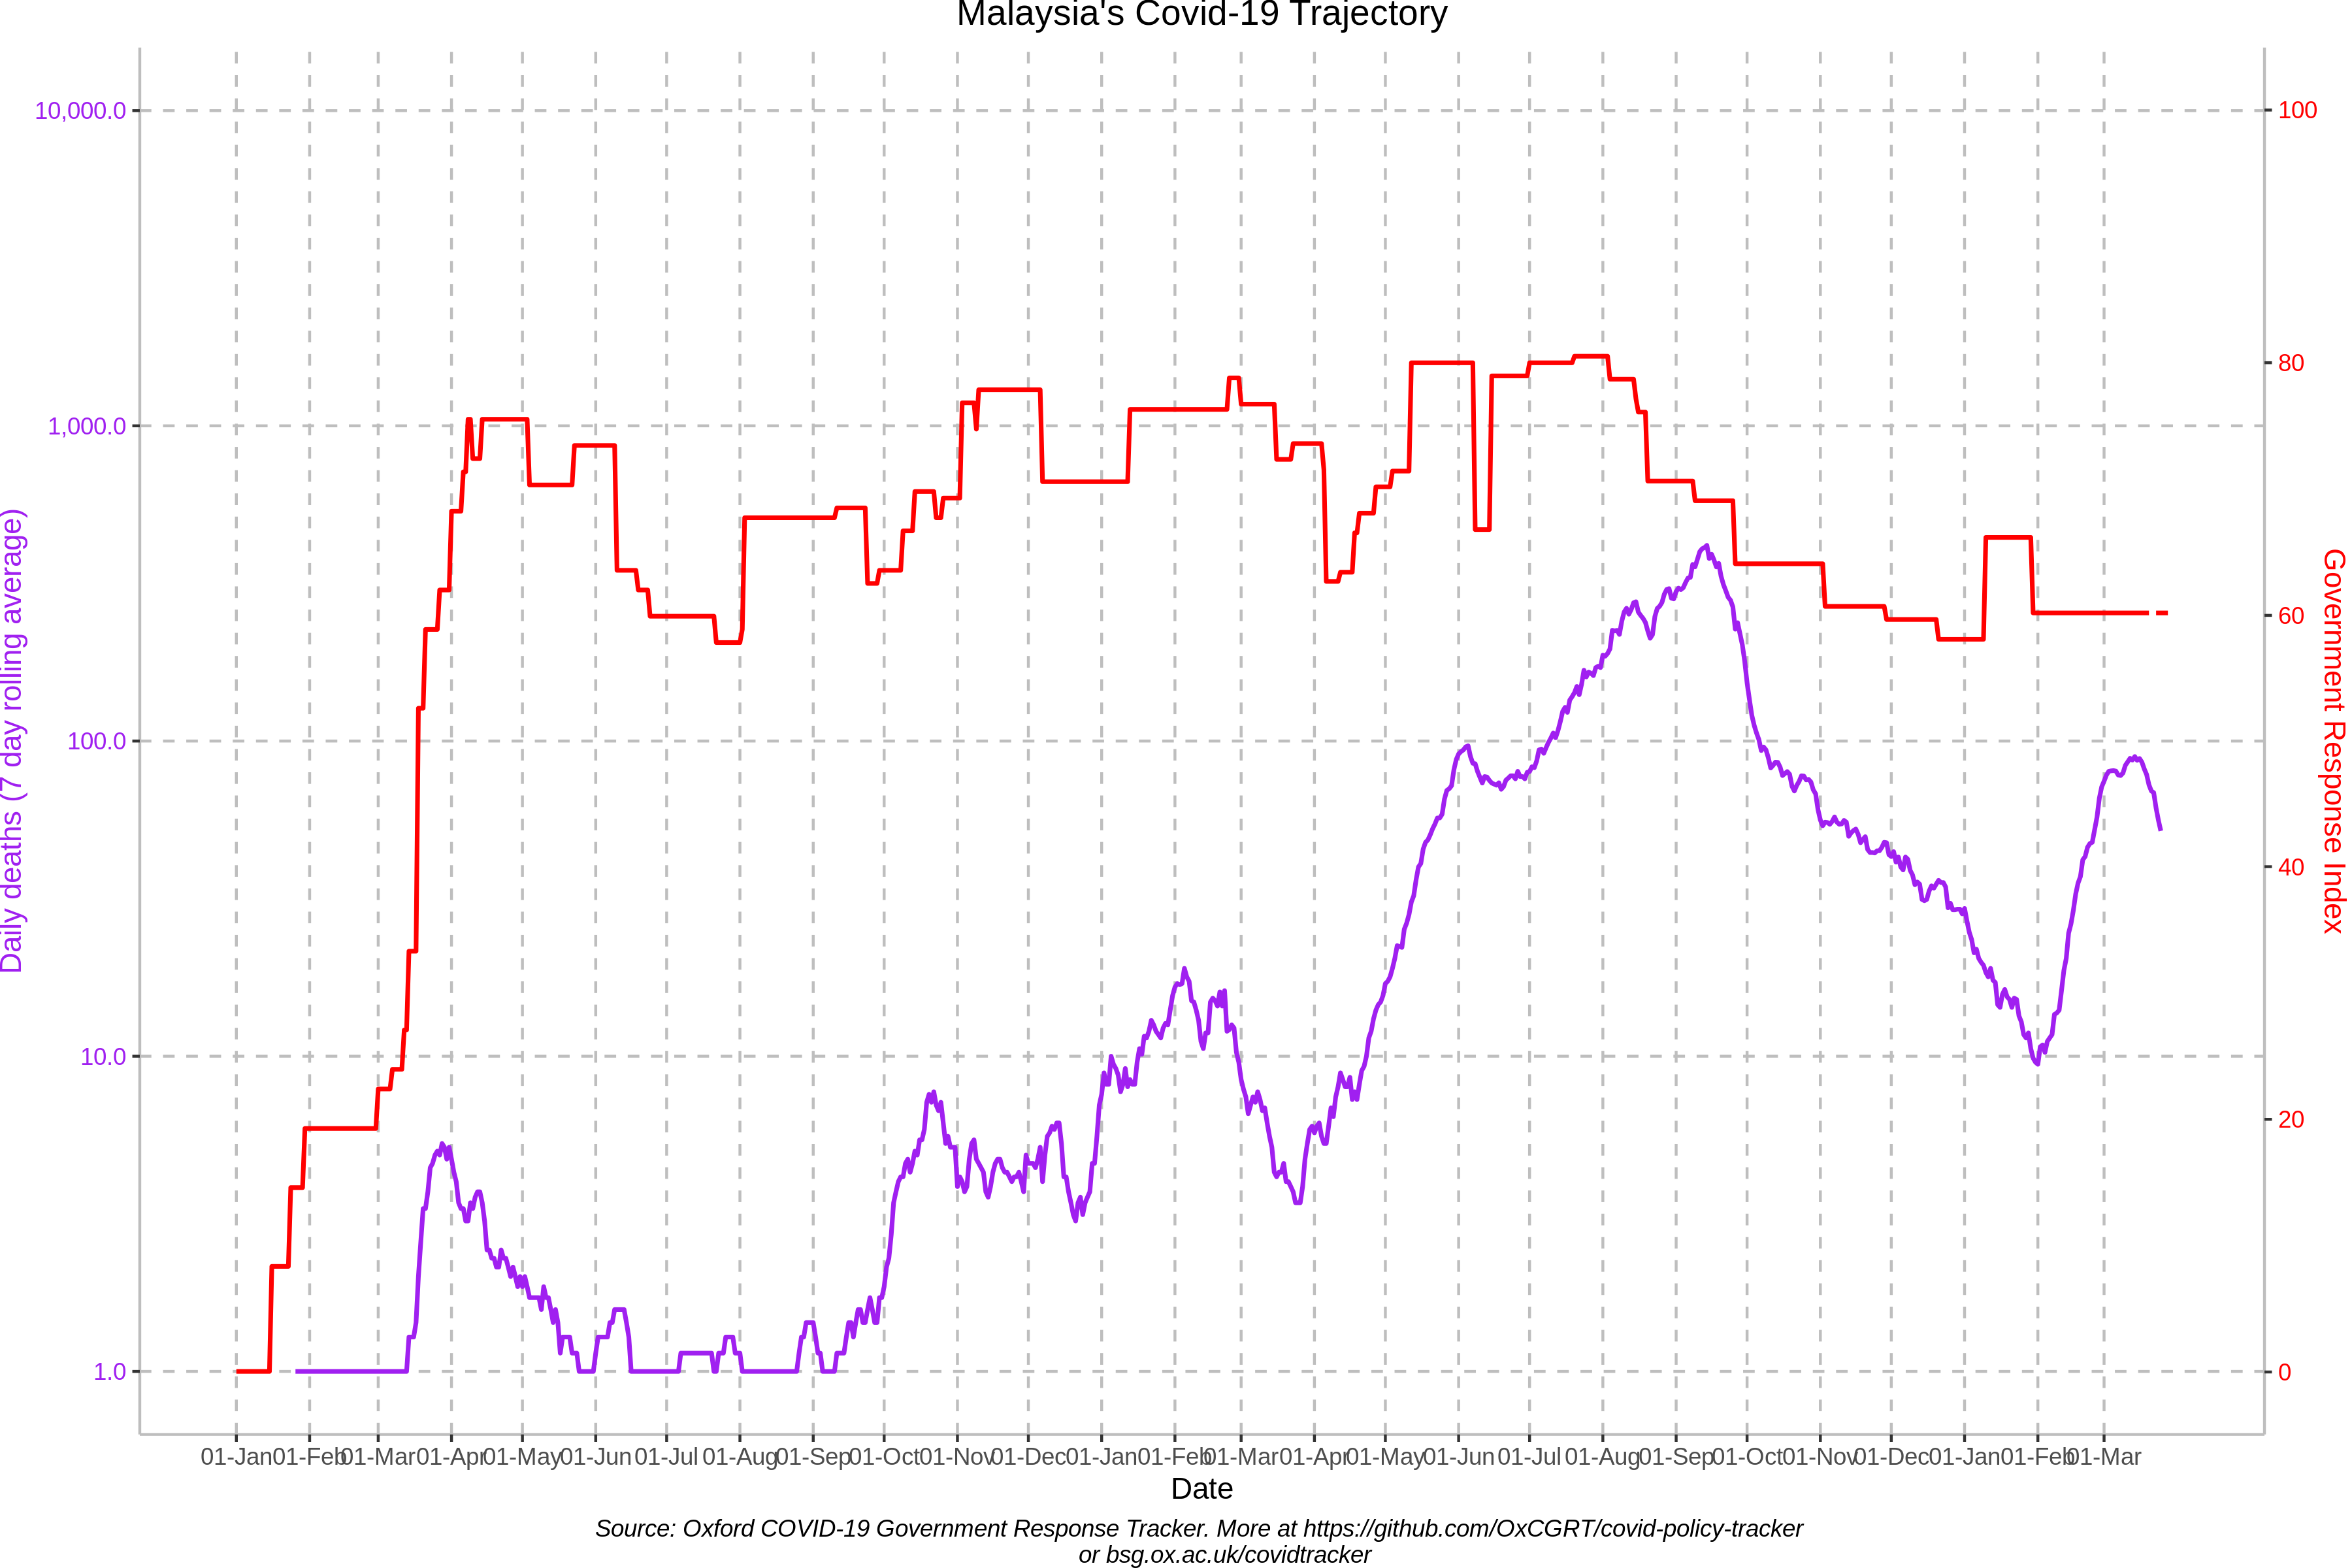 Malaysia's Covid-19 Trajectory
10,000.0
1,000.0
100.0
10.0
1.0
Daily deaths (7 day rolling average)
100
80
60
40
20
0
Government Response Index
01-Jan 01-Feb 01-Mar 01-Apr 01-May 01-Jun 01-Jul 01-Aug 01-Sep 01-Oct 01-Nov 01-Dec 01-Jan 01-Feb 01-Mar 01-Apr 01-May 01-Jun 01-Jul 01-Aug 01-Sep 01-Oct 01-Nov 01-Dec 01-Jan 01-Feb 01-Mar
Date
Source: Oxford COVID-19 Government Response Tracker. More at https://github.com/OxCGRT/covid-policy-tracker
or bsg.ox.ac.uk/covidtracker